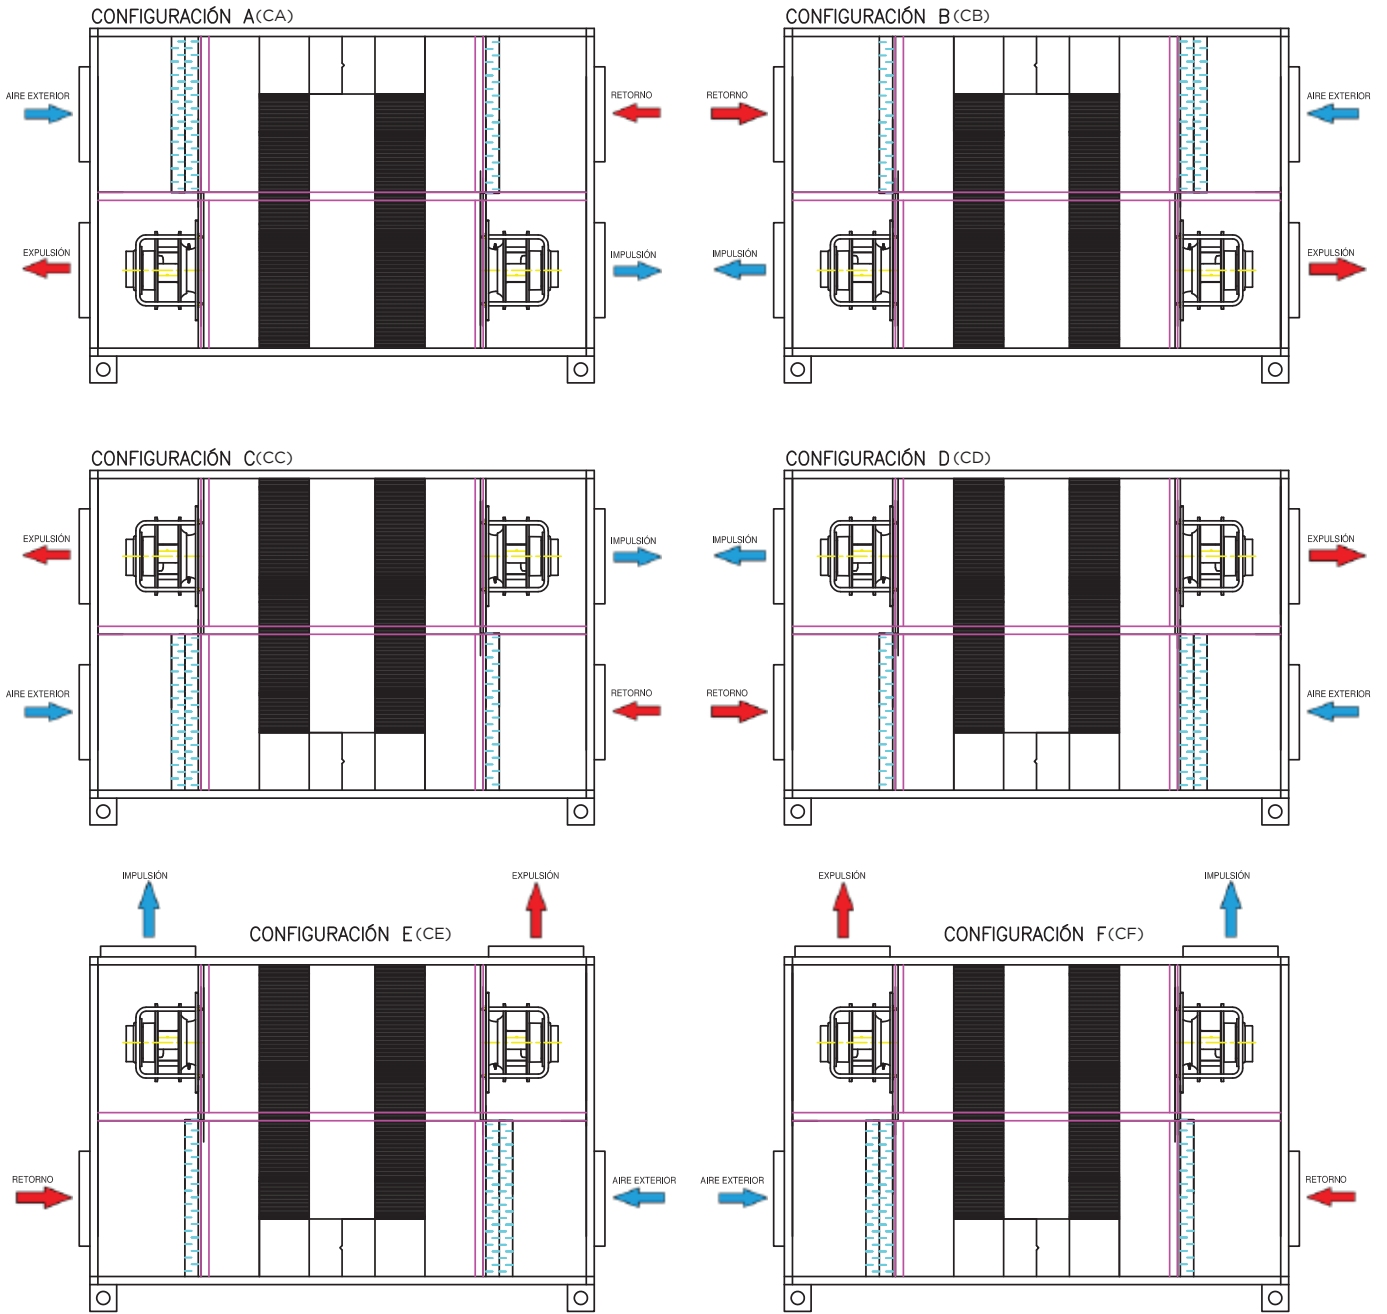 CONFIGURACIÓN A(CA)
AIRE EXTERIOR
RETORNO
EXPULSIÓN
IMPULSIÓN
CONFIGURACIÓN B(CB)
RETORNO
AIRE EXTERIOR
IMPULSIÓN
EXPULSIÓN
CONFIGURACIÓN C(CC)
EXPULSIÓN
IMPULSIÓN
AIRE EXTERIOR
RETORNO
CONFIGURACIÓN D(CD)
IMPULSIÓN
EXPULSIÓN
RETORNO
AIRE EXTERIOR
IMPULSIÓN
EXPULSIÓN
CONFIGURACIÓN E(CE)
RETORNO
AIRE EXTERIOR
EXPULSIÓN
IMPULSIÓN
CONFIGURACIÓN F(CF)
AIRE EXTERIOR
RETORNO